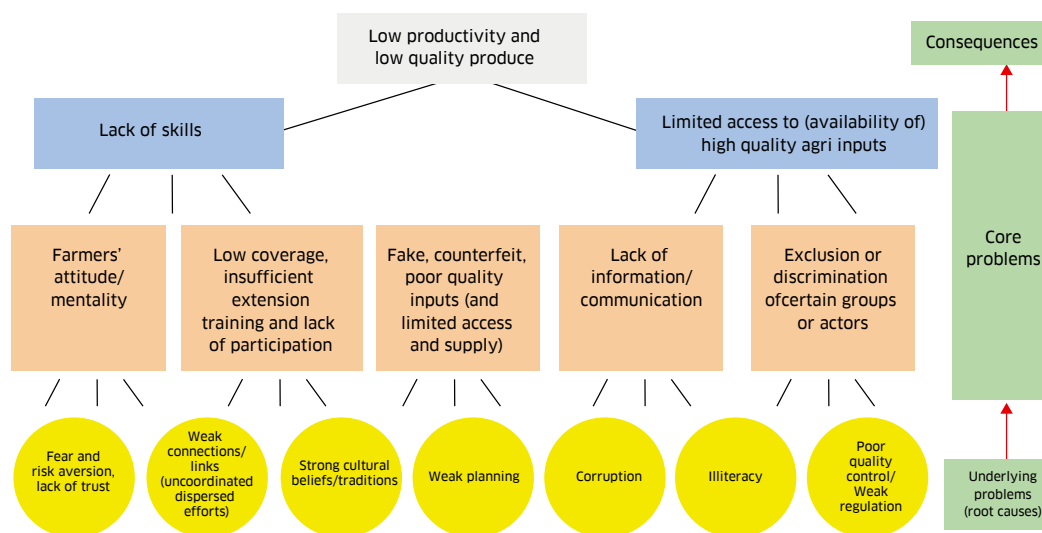 Low productivity and
low quality produce
Consequences
Lack of skills
Limited access to (availability of)
high quality agri inputs
Farmers'
attitude/
mentality
Low coverage,
insufficient
extension
training and lack
of participation
Fake, counterfeit,
poor quality
inputs (and
limited access
and supply)
Lack of
information/
communication
Exclusion or
discrimination
ofcertain groups
or actors
Core
problems
Fear and
risk aversion,
lack of trust
Weak
connections/
links
(uncoordinated
dispersed
efforts)
Strong cultural
beliefs/traditions
Weak planning
Corruption
Illiteracy
Poor
quality
control/
Weak
regulation
Underlying
problems
(root causes)